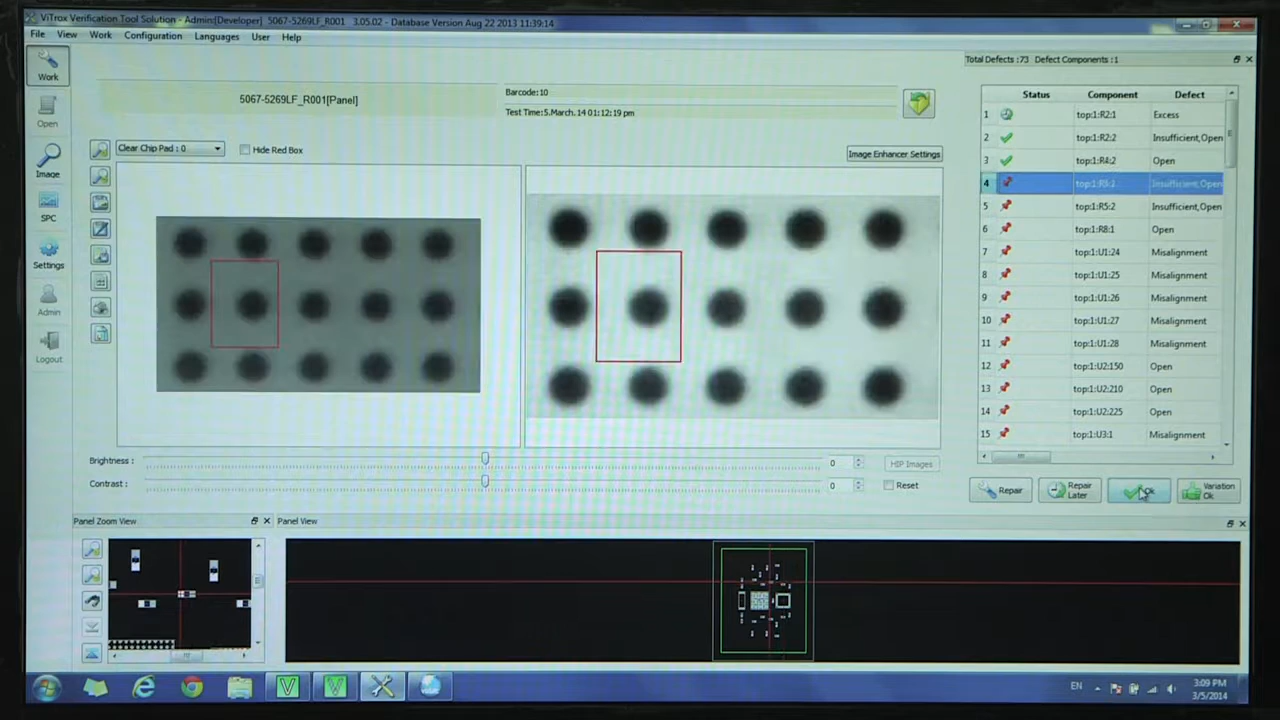 ViTrox Verification Tool Solution - Admin[Developer] 5067-5269LF_R001 3.05.02 - Database Version Aug 22 2013 11:39:14
File View Work Configuration Languages User Help
Work
Open
Image
SPC
Settings
Admin
Logout
5067-5269LF_R001[Panel]
Barcode:10
Test Time:5.March. 14 01:12:19 pm
Clear Chip Pad : 0
Hide Red Box
Image Enhancer Settings
Brightness :
0
HIP Images
Contrast :
0
Reset
Total Defects :73 Defect Components :1
Status Component Defect
1 top:1:R2:1 Excess
2 top:1:R2:2 Insufficient,Open
3 top:1:R4:2 Open
4 Insufficient,Open
5 top:1:R5:2 Insufficient,Open
6 top:1:R8:1 Open
7 top:1:U1:24 Misalignment
8 top:1:U1:25 Misalignment
9 top:1:U1:26 Misalignment
10 top:1:U1:27 Misalignment
11 top:1:U1:28 Misalignment
12 top:1:U2:150 Open
13 top:1:U2:210 Open
14 top:1:U2:225 Open
15 top:1:U3:1 Misalignment
Repair
Repair Later
Ok
Variation Ok
Panel Zoom View
Panel View
EN
3:09 PM
3/5/2014